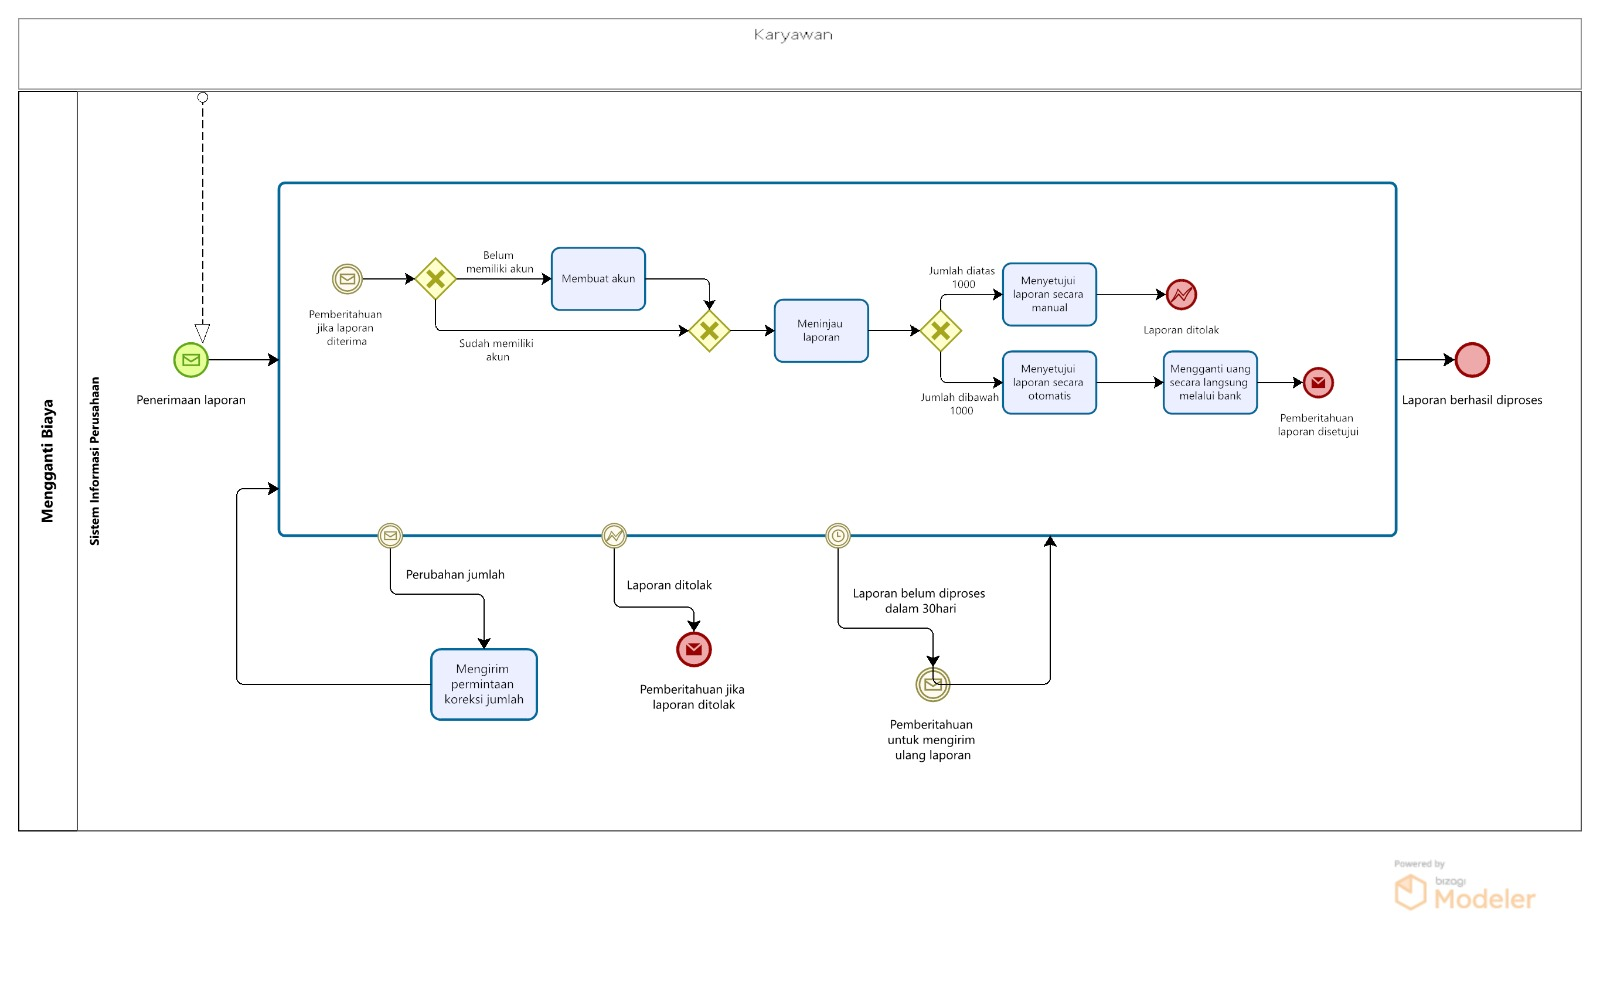 Karyawan
Mengganti Biaya
Sistem Informasi Perusahaan
Penerimaan laporan
Pemberitahuan
jika laporan
diterima
Belum
memiliki akun
Membuat akun
Sudah memiliki
akun
Meninjau
laporan
Jumlah diatas
1000
Menyetujui
laporan secara
manual
Laporan ditolak
Jumlah dibawah
1000
Menyetujui
laporan secara
otomatis
Mengganti uang
secara langsung
melalui bank
Pemberitahuan
laporan disetujui
Laporan berhasil diproses
Perubahan jumlah
Mengirim
permintaan
koreksi jumlah
Laporan ditolak
Pemberitahuan jika
laporan ditolak
Laporan belum diproses
dalam 30hari
Pemberitahuan
untuk mengirim
ulang laporan
Powered by
bizagi
Modeler